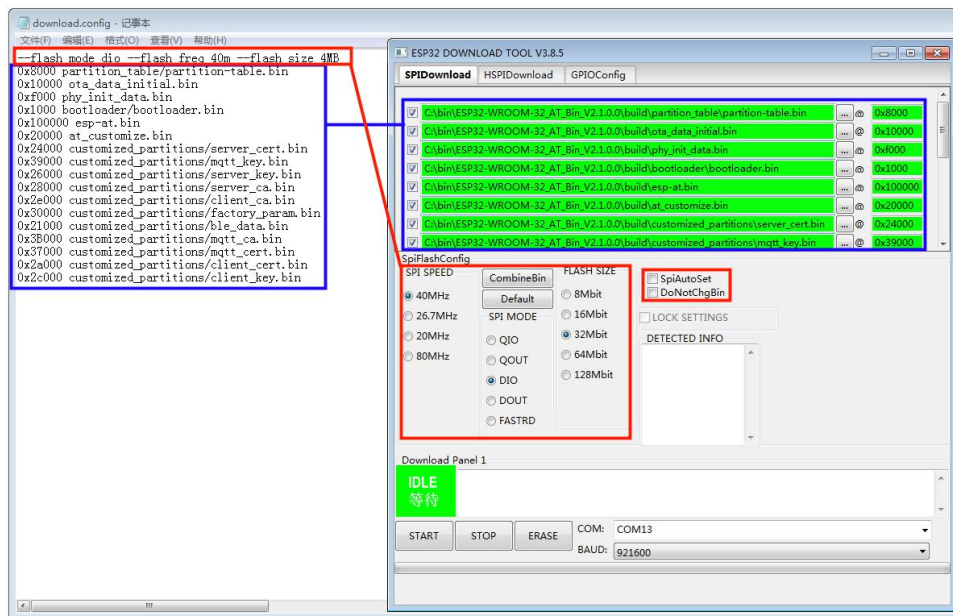 download.config - 记事本
文件(F) 编辑(E) 格式(O) 查看(V) 帮助(H)
--flash_mode dio --flash_freq 40m --flash_size 4MB
0x8000 partition_table/partition-table.bin
0x10000 ota_data_initial.bin
0xf000 phy_init_data.bin
0x1000 bootloader/bootloader.bin
0x100000 esp-at.bin
0x20000 at_customize.bin
0x24000 customized_partitions/server_cert.bin
0x39000 customized_partitions/mqtt_key.bin
0x26000 customized_partitions/server_key.bin
0x28000 customized_partitions/server_ca.bin
0x2e000 customized_partitions/client_ca.bin
0x30000 customized_partitions/factory_param.bin
0x21000 customized_partitions/ble_data.bin
0x3B000 customized_partitions/mqtt_ca.bin
0x37000 customized_partitions/mqtt_cert.bin
0x2a000 customized_partitions/client_cert.bin
0x2c000 customized_partitions/client_key.bin
ESP32 DOWNLOAD TOOL V3.8.5
SPIDownload HSPIDownload GPIOConfig
C:\bin\ESP32-WROOM-32_AT_Bin_V2.1.0.0\build\partition_table\partition-table.bin ... @ 0x8000
C:\bin\ESP32-WROOM-32_AT_Bin_V2.1.0.0\build\ota_data_initial.bin ... @ 0x10000
C:\bin\ESP32-WROOM-32_AT_Bin_V2.1.0.0\build\phy_init_data.bin ... @ 0xf000
C:\bin\ESP32-WROOM-32_AT_Bin_V2.1.0.0\build\bootloader\bootloader.bin ... @ 0x1000
C:\bin\ESP32-WROOM-32_AT_Bin_V2.1.0.0\build\esp-at.bin ... @ 0x100000
C:\bin\ESP32-WROOM-32_AT_Bin_V2.1.0.0\build\at_customize.bin ... @ 0x20000
C:\bin\ESP32-WROOM-32_AT_Bin_V2.1.0.0\build\customized_partitions\server_cert.bin ... @ 0x24000
C:\bin\ESP32-WROOM-32_AT_Bin_V2.1.0.0\build\customized_partitions\mqtt_key.bin ... @ 0x39000
SpiFlashConfig
SPI SPEED
40MHz
26.7MHz
20MHz
80MHz
CombineBin
Default
SPI MODE
QIO
QOUT
DIO
DOUT
FASTRD
FLASH SIZE
8Mbit
16Mbit
32Mbit
64Mbit
128Mbit
SpiAutoSet
DoNotChgBin
LOCK SETTINGS
DETECTED INFO
Download Panel 1
IDLE
等待
START STOP ERASE
COM: COM13
BAUD: 921600